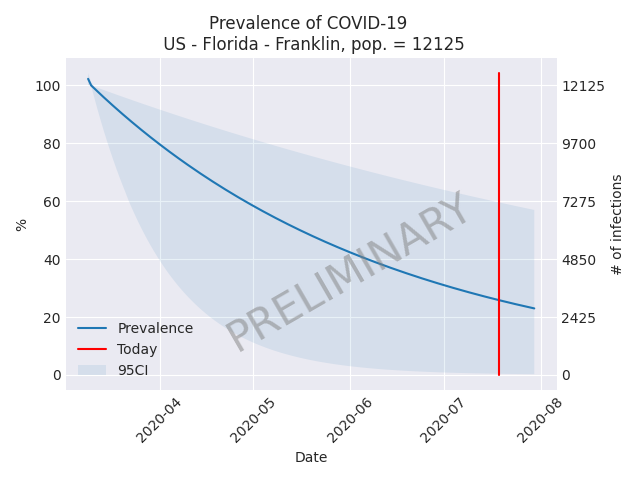 Prevalence of COVID-19
US - Florida - Franklin, pop. = 12125
100
80
60
40
20
0
%
12125
9700
7275
4850
2425
0
# of infections
PRELIMINARY
Prevalence
Today
95CI
2020-04
2020-05
2020-06
2020-07
2020-08
Date